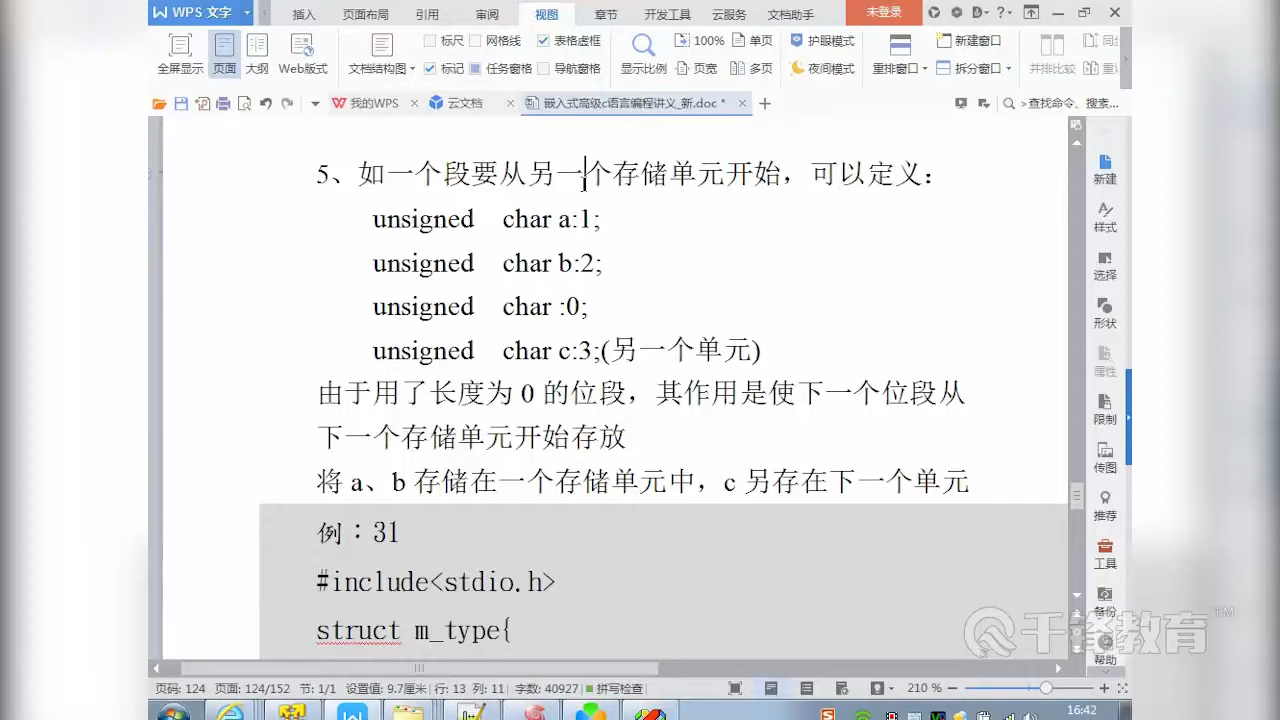 WPS 文字
插入 页面布局 引用 审阅 视图 章节 开发工具 云服务 文档助手 未登录
标尺 网格线 表格虚框 100% 单页 护眼模式 新建窗口
全屏显示 页面 大纲 Web版式 文档结构图 标记 任务窗格 导航窗格 显示比例 页宽 多页 夜间模式 重排窗口 拆分窗口 并排比较
我的WPS 云文档 嵌入式高级c语言编程讲义_新.doc * 查找命令、搜索...
5、如一个段要从另一个存储单元开始，可以定义：
unsigned char a:1;
unsigned char b:2;
unsigned char :0;
unsigned char c:3;(另一个单元)
由于用了长度为 0 的位段，其作用是使下一个位段从
下一个存储单元开始存放
将 a、b 存储在一个存储单元中，c 另存在下一个单元
例：31
#include<stdio.h>
struct m_type{
新建
样式
选择
形状
属性
限制
传图
推荐
工具
备份
帮助
千锋教育 TM
页码: 124 页面: 124/152 节: 1/1 设置值: 9.7厘米 行: 13 列: 11 字数: 40927 拼写检查 210 %
16:42